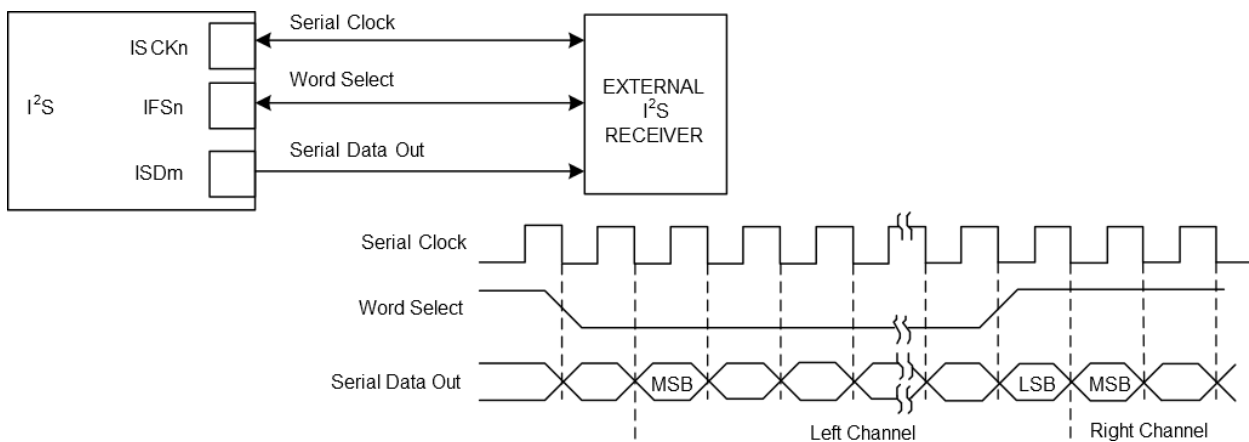 Serial Clock
ISCKn
Word Select
I²S
IFSn
EXTERNAL
I²S
RECEIVER
Serial Data Out
ISDm
Serial Clock
Word Select
Serial Data Out
MSB
LSB
MSB
Left Channel
Right Channel